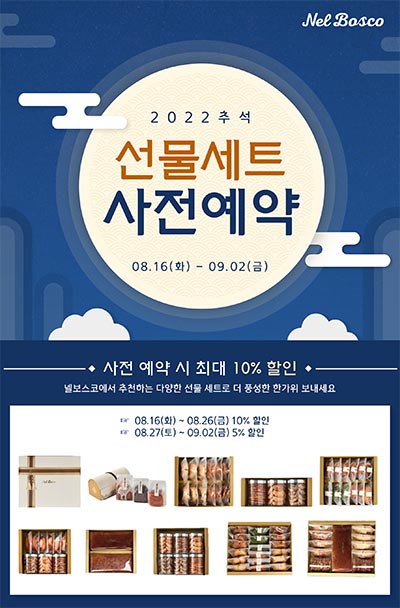 Nel Bosco
2022추석
선물세트
사전예약
08.16(화) – 09.02(금)
사전 예약 시 최대 10% 할인
넬보스코에서 추천하는 다양한 선물 세트로 더 풍성한 한가위 보내세요
☞ 08.16(화) ~ 08.26(금) 10% 할인
☞ 08.27(토) ~ 09.02(금) 5% 할인